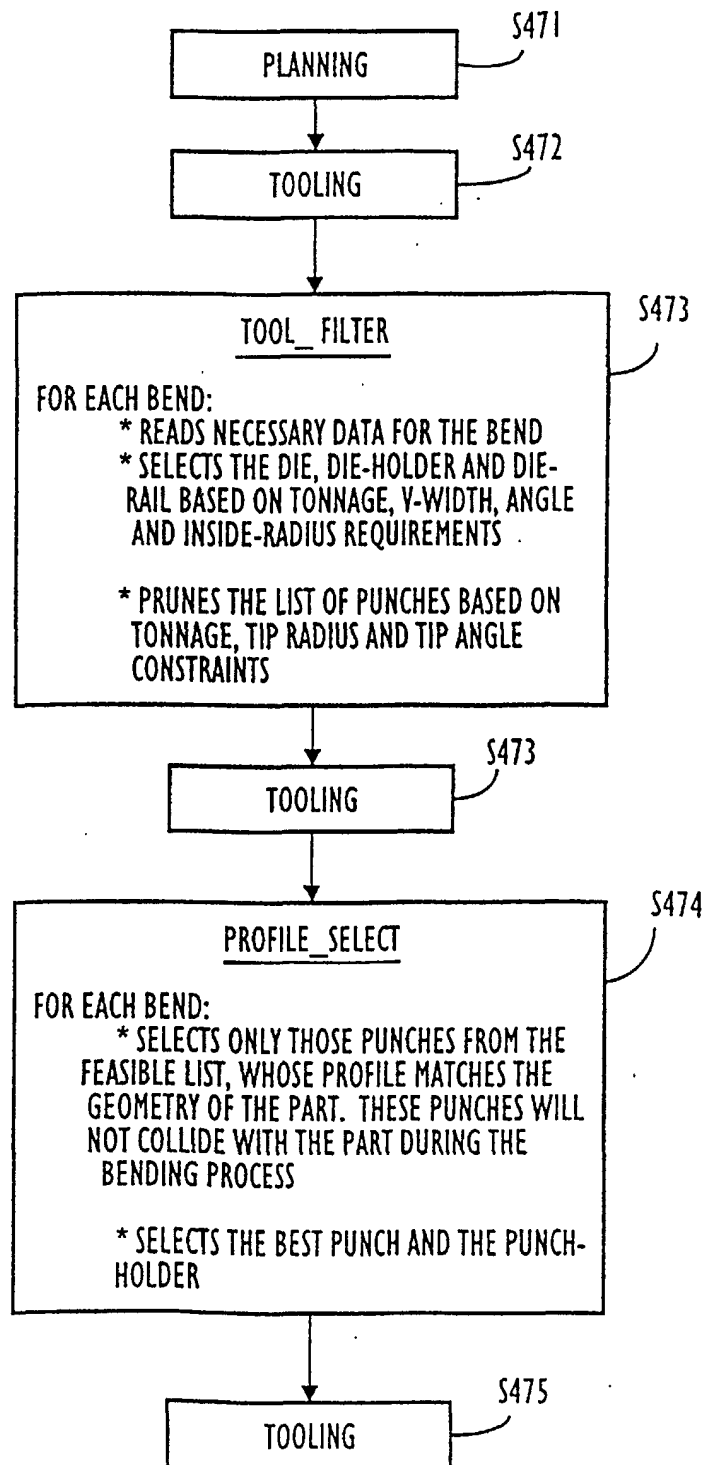 S471
PLANNING
S472
TOOLING
S473
TOOL_ FILTER
FOR EACH BEND:
* READS NECESSARY DATA FOR THE BEND
* SELECTS THE DIE, DIE-HOLDER AND DIE-
RAIL BASED ON TONNAGE, V-WIDTH, ANGLE
AND INSIDE-RADIUS REQUIREMENTS
* PRUNES THE LIST OF PUNCHES BASED ON
TONNAGE, TIP RADIUS AND TIP ANGLE
CONSTRAINTS
S473
TOOLING
S474
PROFILE_SELECT
FOR EACH BEND:
* SELECTS ONLY THOSE PUNCHES FROM THE
FEASIBLE LIST, WHOSE PROFILE MATCHES THE
GEOMETRY OF THE PART. THESE PUNCHES WILL
NOT COLLIDE WITH THE PART DURING THE
BENDING PROCESS
* SELECTS THE BEST PUNCH AND THE PUNCH-
HOLDER
S475
TOOLING